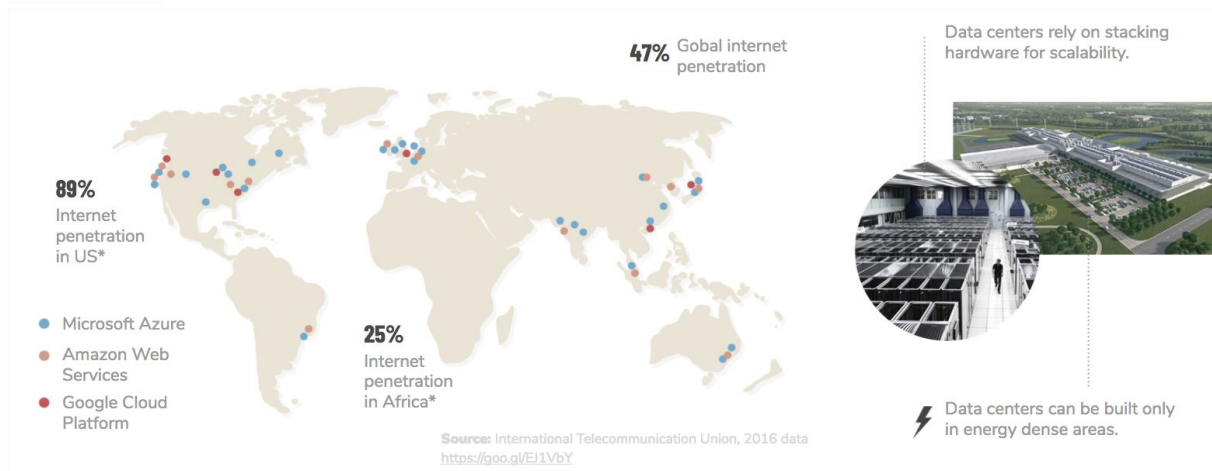 47% Gobal internet
penetration
Data centers rely on stacking
hardware for scalability.
89%
Internet
penetration
in US*
Microsoft Azure
Amazon Web
Services
Google Cloud
Platform
25%
Internet
penetration
in Africa*
Source: International Telecommunication Union, 2016 data
https://goo.gl/EJ1VbY
Data centers can be built only
in energy dense areas.